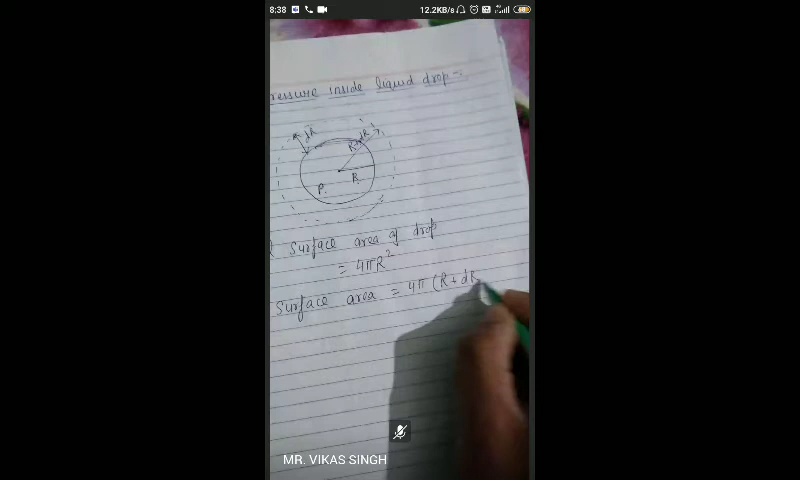 8:38 12.2KB/s
ressure inside liquid drop -:
dR
R+dR
R
P.
Surface area of drop
= 4πR²
Surface area = 4π (R+dR
MR. VIKAS SINGH